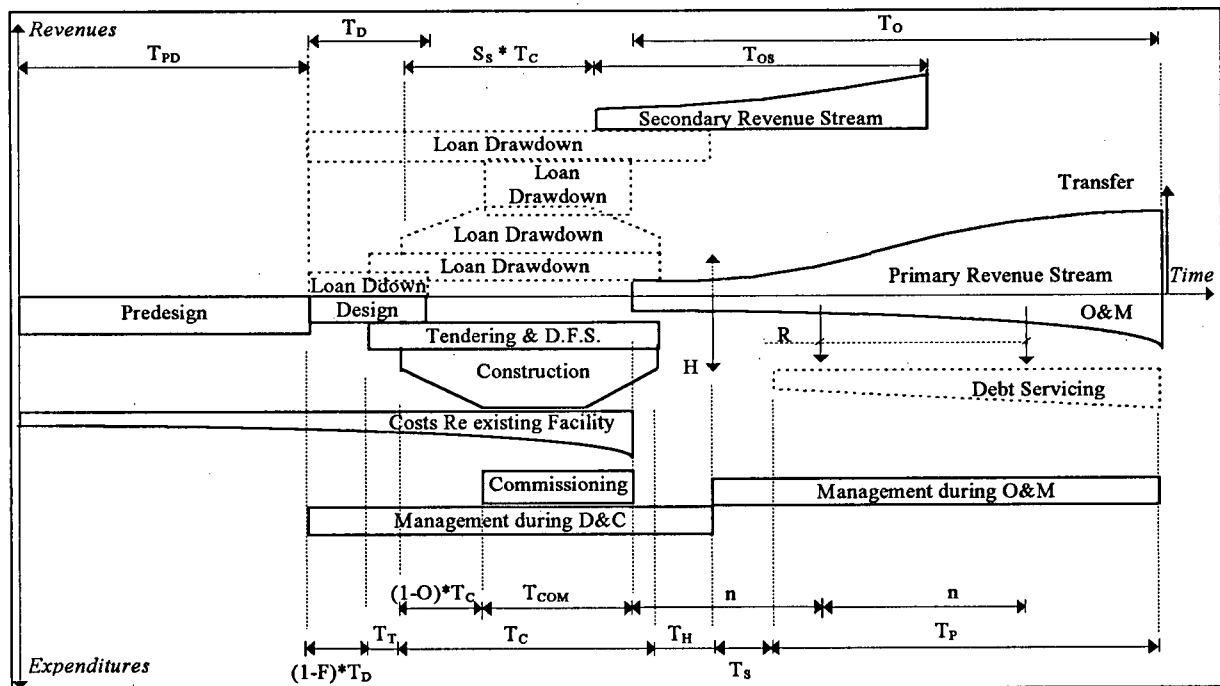 Revenues
T_D
T_O
T_PD
S_S * T_C
T_OS
Secondary Revenue Stream
Loan Drawdown
Loan
Drawdown
Transfer
Loan Drawdown
Loan Drawdown
Primary Revenue Stream
Time
Loan Ddown
Predesign
Design
O&M
Tendering & D.F.S.
R
H
Construction
Debt Servicing
Costs Re existing Facility
Commissioning
Management during O&M
Management during D&C
(1-O)*T_C
T_COM
n
n
T_T
T_C
T_H
T_P
Expenditures
(1-F)*T_D
T_S